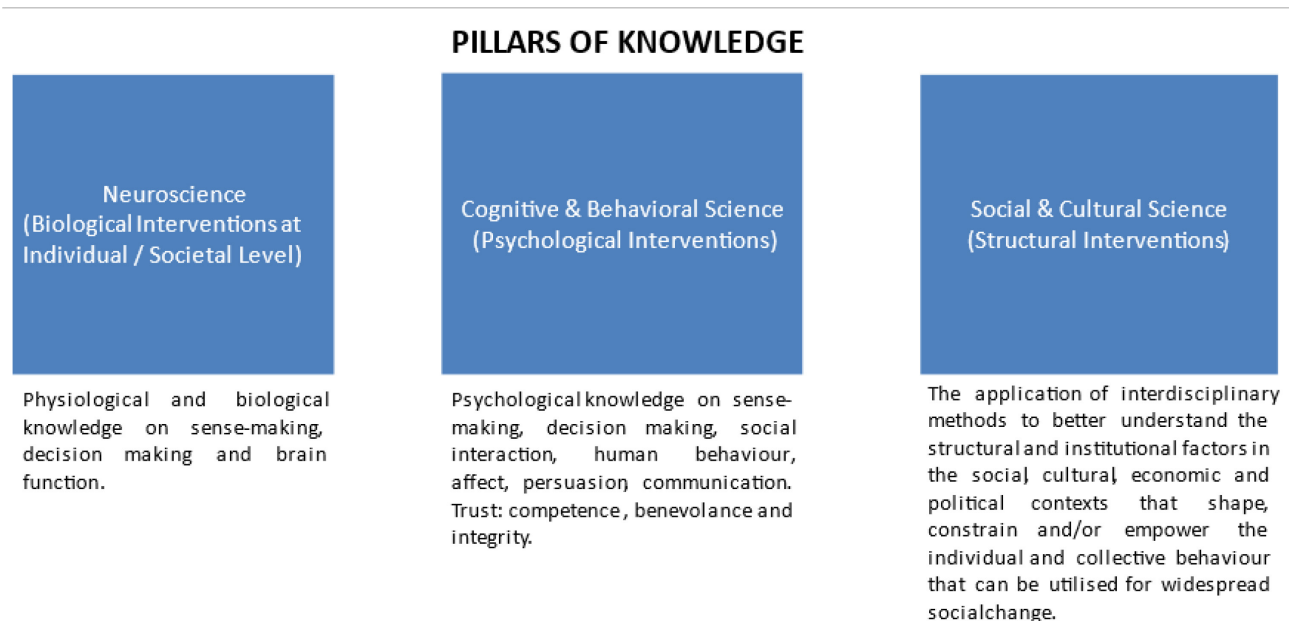 PILLARS OF KNOWLEDGE
Neuroscience
(Biological Interventions at
Individual / Societal Level)
Physiological and biological
knowledge on sense-making,
decision making and brain
function.
Cognitive & Behavioral Science
(Psychological Interventions)
Psychological knowledge on sense-
making, decision making, social
interaction, human behaviour,
affect, persuasion, communication.
Trust: competence , benevolance and
integrity.
Social & Cultural Science
(Structural Interventions)
The application of interdisciplinary
methods to better understand the
structural and institutional factors in
the social, cultural, economic and
political contexts that shape,
constrain and/or empower the
individual and collective behaviour
that can be utilised for widespread
socialchange.